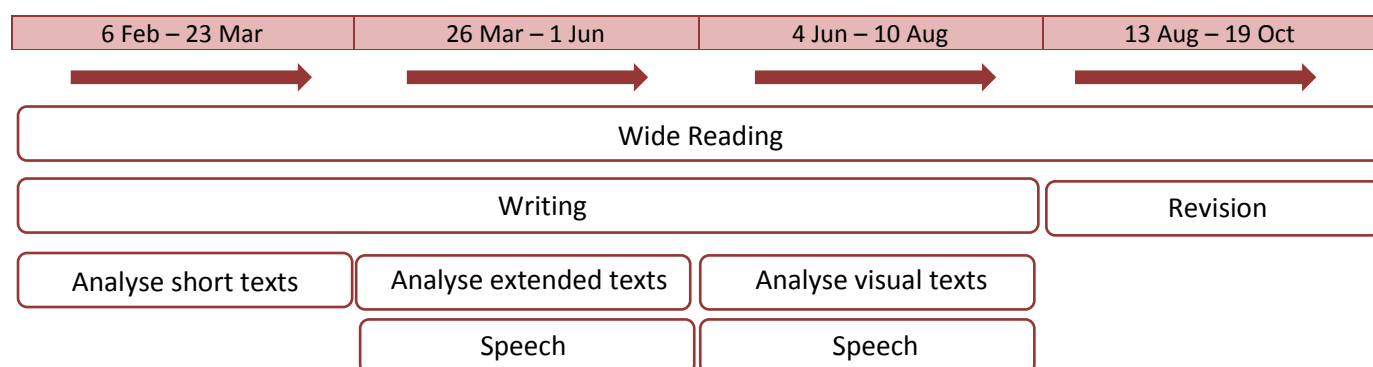 6 Feb – 23 Mar 26 Mar – 1 Jun 4 Jun – 10 Aug 13 Aug – 19 Oct
Wide Reading
Writing Revision
Analyse short texts Analyse extended texts Analyse visual texts
Speech Speech